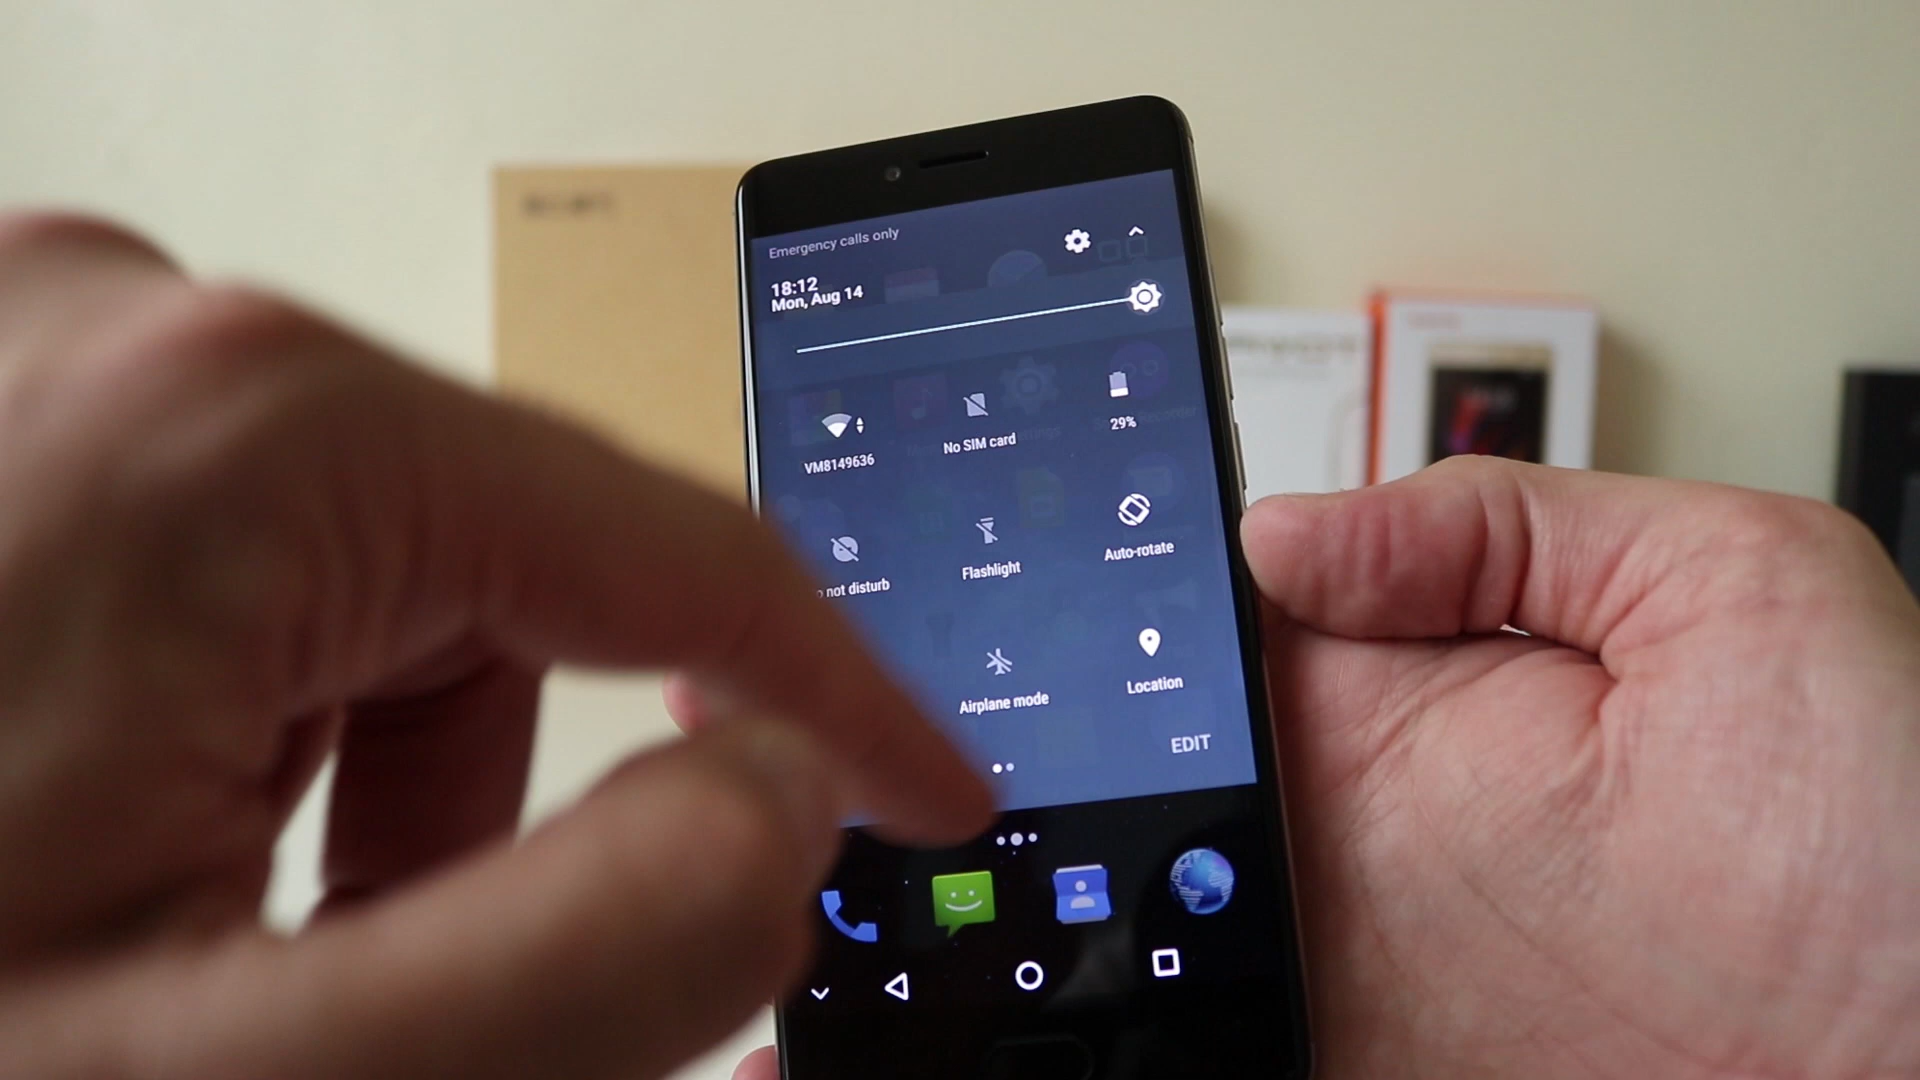 Emergency calls only
18:12
Mon, Aug 14
VM8149636
No SIM card
29%
o not disturb
Flashlight
Auto-rotate
Airplane mode
Location
EDIT